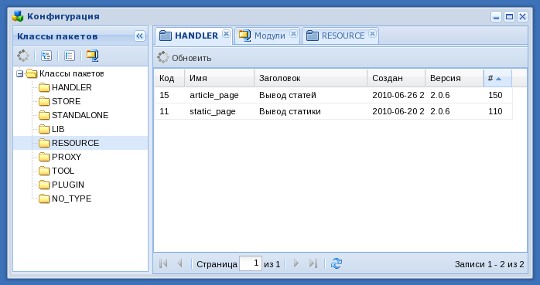 Конфигурация
Классы пакетов
HANDLER Модули RESOURCE
Обновить
Классы пакетов
HANDLER
STORE
STANDALONE
LIB
RESOURCE
PROXY
TOOL
PLUGIN
NO_TYPE
Код Имя Заголовок Создан Версия #
15 article_page Вывод статей 2010-06-26 2 2.0.6 150
11 static_page Вывод статики 2010-06-20 2 2.0.6 110
Страница 1 из 1 Записи 1 - 2 из 2